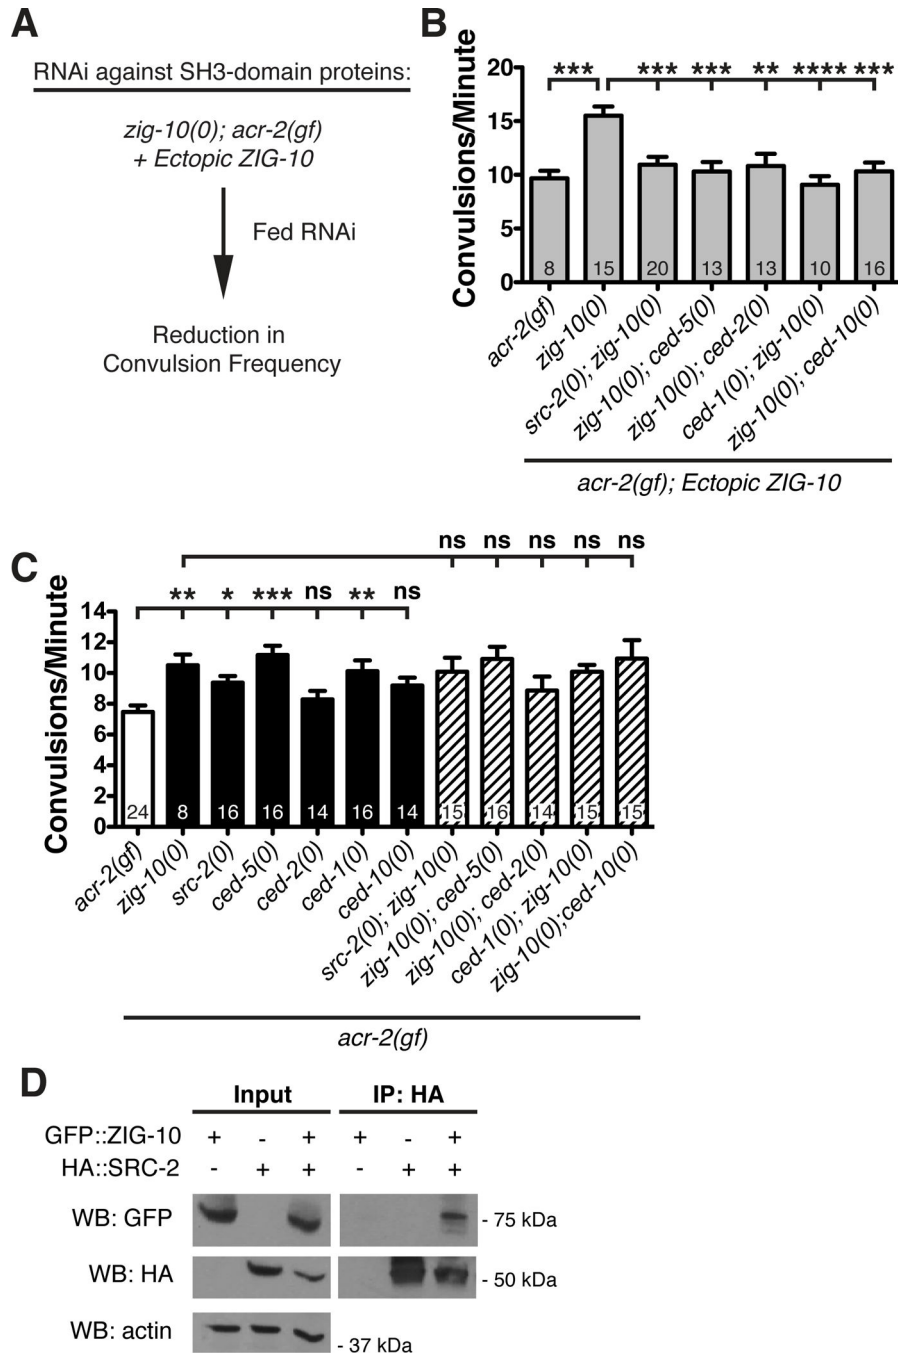 A
RNAi against SH3-domain proteins:
zig-10(0); acr-2(gf)
+ Ectopic ZIG-10
Fed RNAi
Reduction in
Convulsion Frequency
B
Convulsions/Minute
20
15
10
5
0
*** *** *** ** **** ***
8 15 20 13 13 10 16
acr-2(gf)
zig-10(0)
src-2(0); zig-10(0)
zig-10(0); ced-5(0)
zig-10(0); ced-2(0)
ced-1(0); zig-10(0)
zig-10(0); ced-10(0)
acr-2(gf); Ectopic ZIG-10
C
Convulsions/Minute
ns ns ns ns ns
** * *** ns ** ns
14
12
10
8
6
4
2
0
24 8 16 16 14 16 14 15 16 14 15 15
acr-2(gf)
zig-10(0)
src-2(0)
ced-5(0)
ced-2(0)
ced-1(0)
ced-10(0)
src-2(0); zig-10(0)
zig-10(0); ced-5(0)
zig-10(0); ced-2(0)
ced-1(0); zig-10(0)
zig-10(0);ced-10(0)
acr-2(gf)
D
Input IP: HA
GFP::ZIG-10 + - + + - +
HA::SRC-2 - + + - + +
WB: GFP - 75 kDa
WB: HA - 50 kDa
WB: actin - 37 kDa